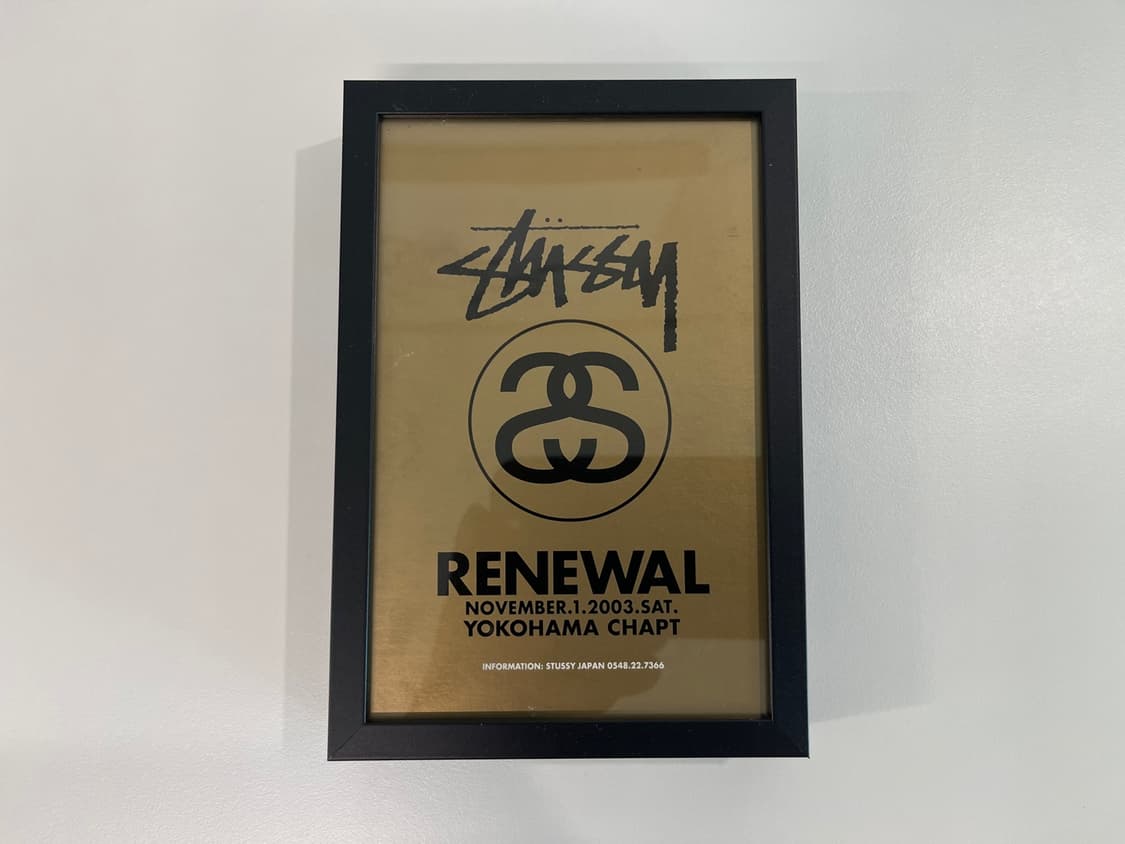 Stüssy
RENEWAL
NOVEMBER.1.2003.SAT.
YOKOHAMA CHAPT
INFORMATION: STUSSY JAPAN 0548.22.7366